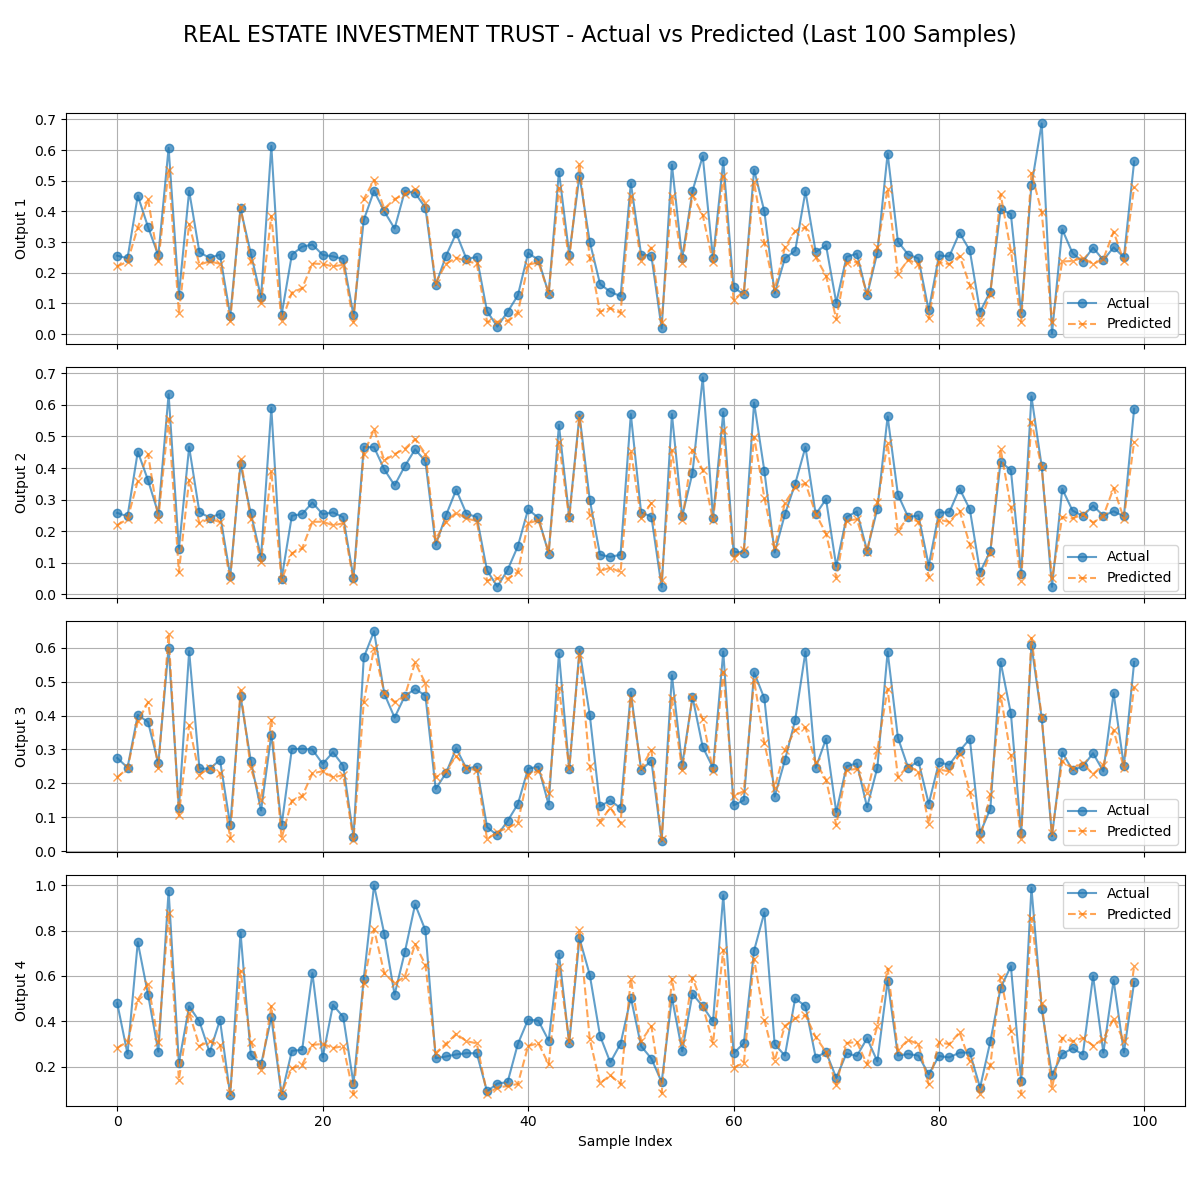 REAL ESTATE INVESTMENT TRUST - Actual vs Predicted (Last 100 Samples)
0.7
0.6
0.5
0.4
0.3
0.2
0.1
0.0
Output 1
Actual
Predicted
0.7
0.6
0.5
0.4
0.3
0.2
0.1
0.0
Output 2
Actual
Predicted
0.6
0.5
0.4
0.3
0.2
0.1
0.0
Output 3
Actual
Predicted
1.0
0.8
0.6
0.4
0.2
Output 4
Actual
Predicted
0 20 40 60 80 100
Sample Index